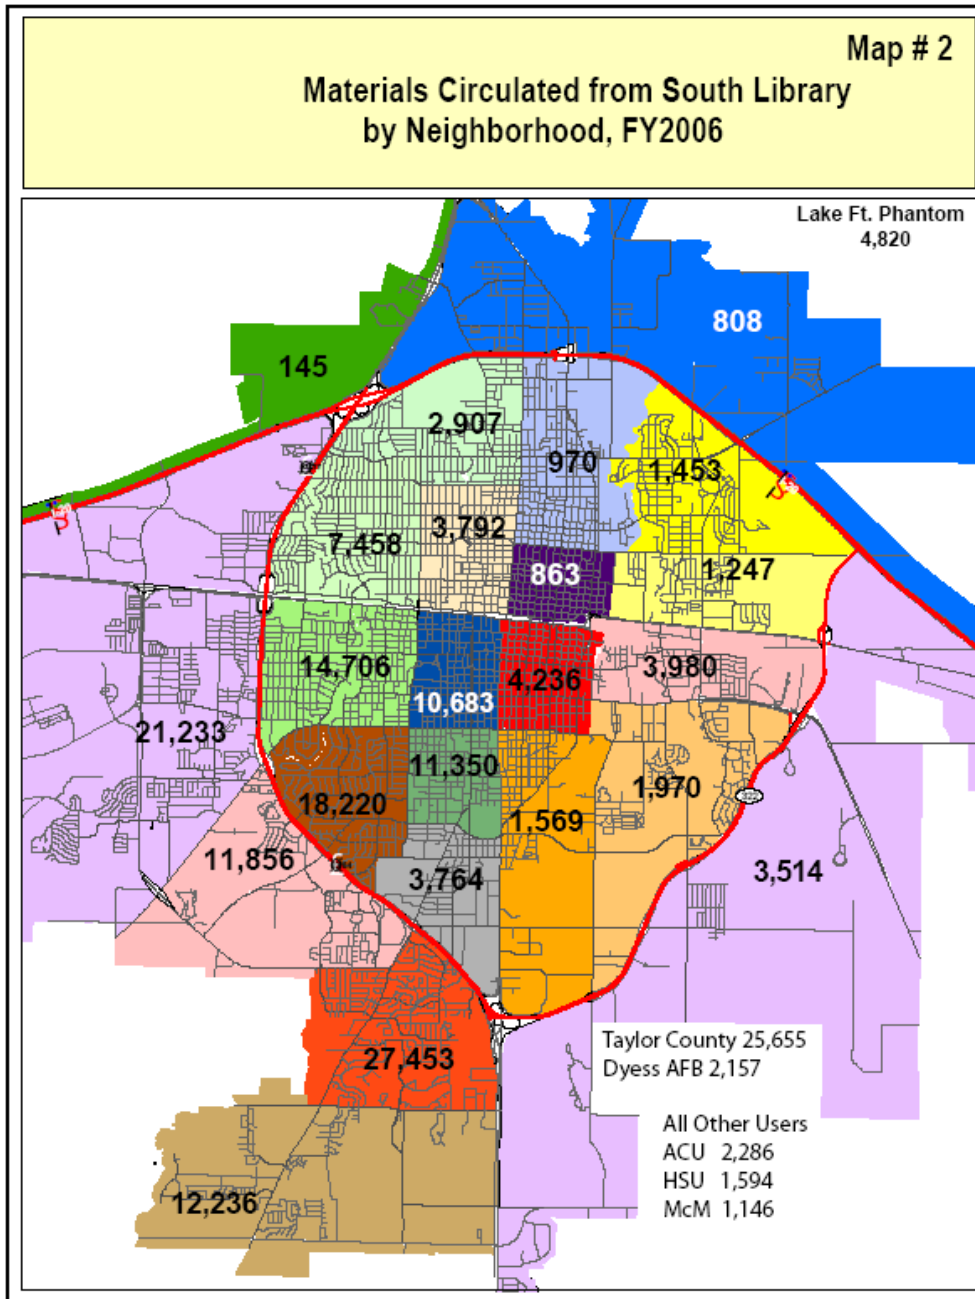 Map # 2
Materials Circulated from South Library
by Neighborhood, FY2006
Lake Ft. Phantom
4,820
808
145
2,907
970
1,453
7,458
3,792
863
1,247
14,706
10,683
4,236
3,980
21,233
11,350
18,220
1,569
1,970
11,856
3,764
3,514
27,453
Taylor County 25,655
Dyess AFB 2,157
All Other Users
ACU 2,286
HSU 1,594
McM 1,146
12,236